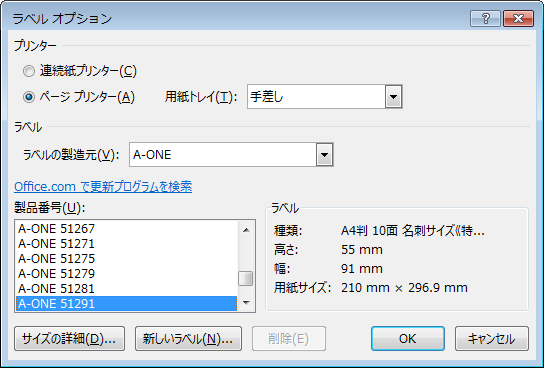 ラベル オプション
プリンター
連続紙プリンター(C)
ページ プリンター(A) 用紙トレイ(T): 手差し
ラベル
ラベルの製造元(V): A-ONE
Office.com で更新プログラムを検索
製品番号(U):
A-ONE 51267
A-ONE 51271
A-ONE 51275
A-ONE 51279
A-ONE 51281
A-ONE 51291
ラベル
種類: A4判 10面 名刺サイズ《特...
高さ: 55 mm
幅: 91 mm
用紙サイズ: 210 mm × 296.9 mm
サイズの詳細(D)... 新しいラベル(N)... 削除(E) OK キャンセル